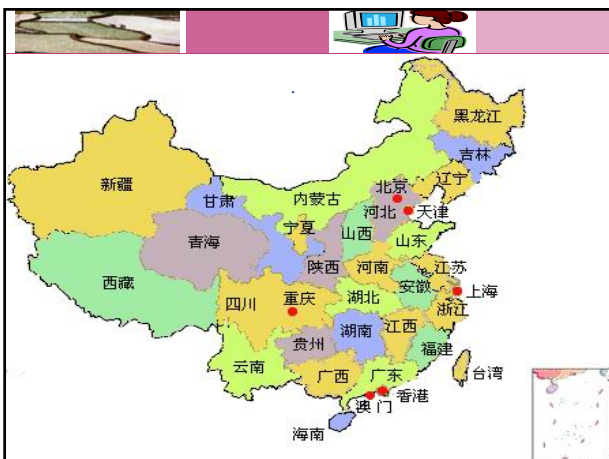 黑龙江
吉林
辽宁
新疆
甘肃
内蒙古
北京
天津
河北
宁夏
山西
山东
青海
陕西
河南
江苏
西藏
安徽
上海
四川
重庆
湖北
浙江
湖南
江西
贵州
福建
云南
广西
广东
台湾
香港
澳门
海南